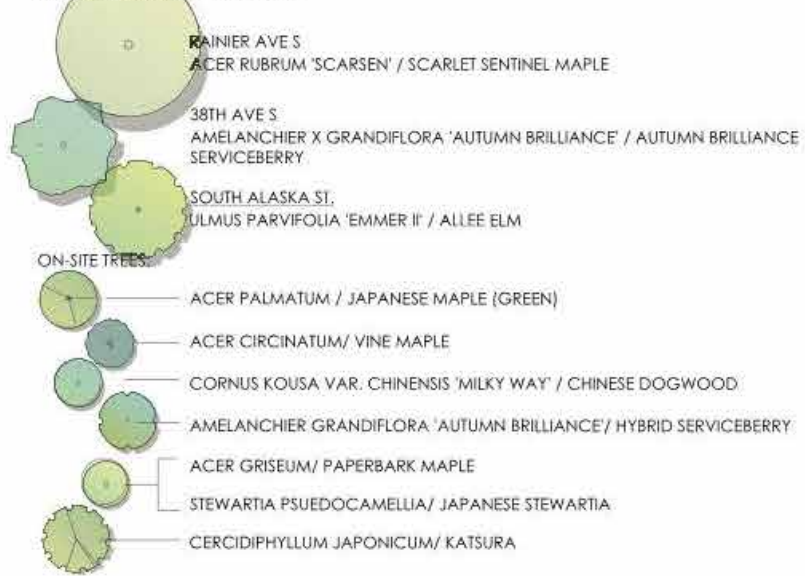 RAINIER AVE S
ACER RUBRUM 'SCARSEN' / SCARLET SENTINEL MAPLE
38TH AVE S
AMELANCHIER X GRANDIFLORA 'AUTUMN BRILLIANCE' / AUTUMN BRILLIANCE
SERVICEBERRY
SOUTH ALASKA ST.
ULMUS PARVIFOLIA 'EMMER II' / ALLEE ELM
ON-SITE TREES:
ACER PALMATUM / JAPANESE MAPLE (GREEN)
ACER CIRCINATUM/ VINE MAPLE
CORNUS KOUSA VAR. CHINENSIS 'MILKY WAY' / CHINESE DOGWOOD
AMELANCHIER GRANDIFLORA 'AUTUMN BRILLIANCE'/ HYBRID SERVICEBERRY
ACER GRISEUM/ PAPERBARK MAPLE
STEWARTIA PSUEDOCAMELLIA/ JAPANESE STEWARTIA
CERCIDIPHYLLUM JAPONICUM/ KATSURA